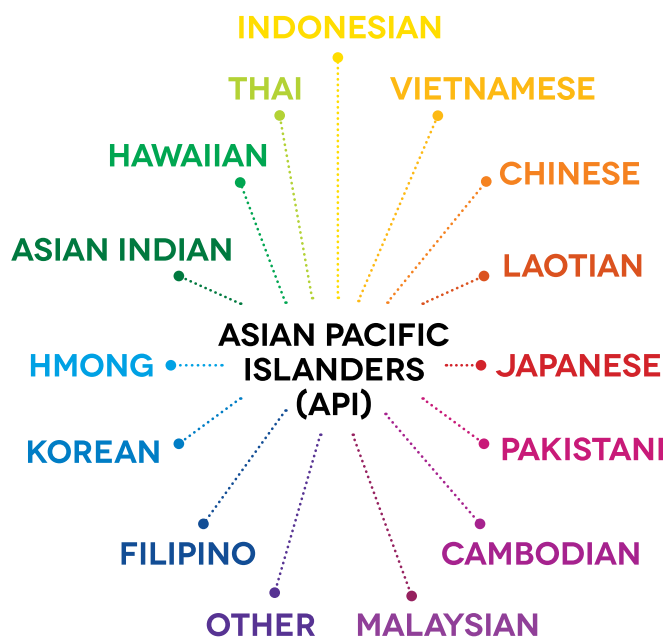 INDONESIAN
THAI
VIETNAMESE
HAWAIIAN
CHINESE
ASIAN INDIAN
LAOTIAN
ASIAN PACIFIC
ISLANDERS
(API)
HMONG
JAPANESE
KOREAN
PAKISTANI
FILIPINO
CAMBODIAN
OTHER
MALAYSIAN